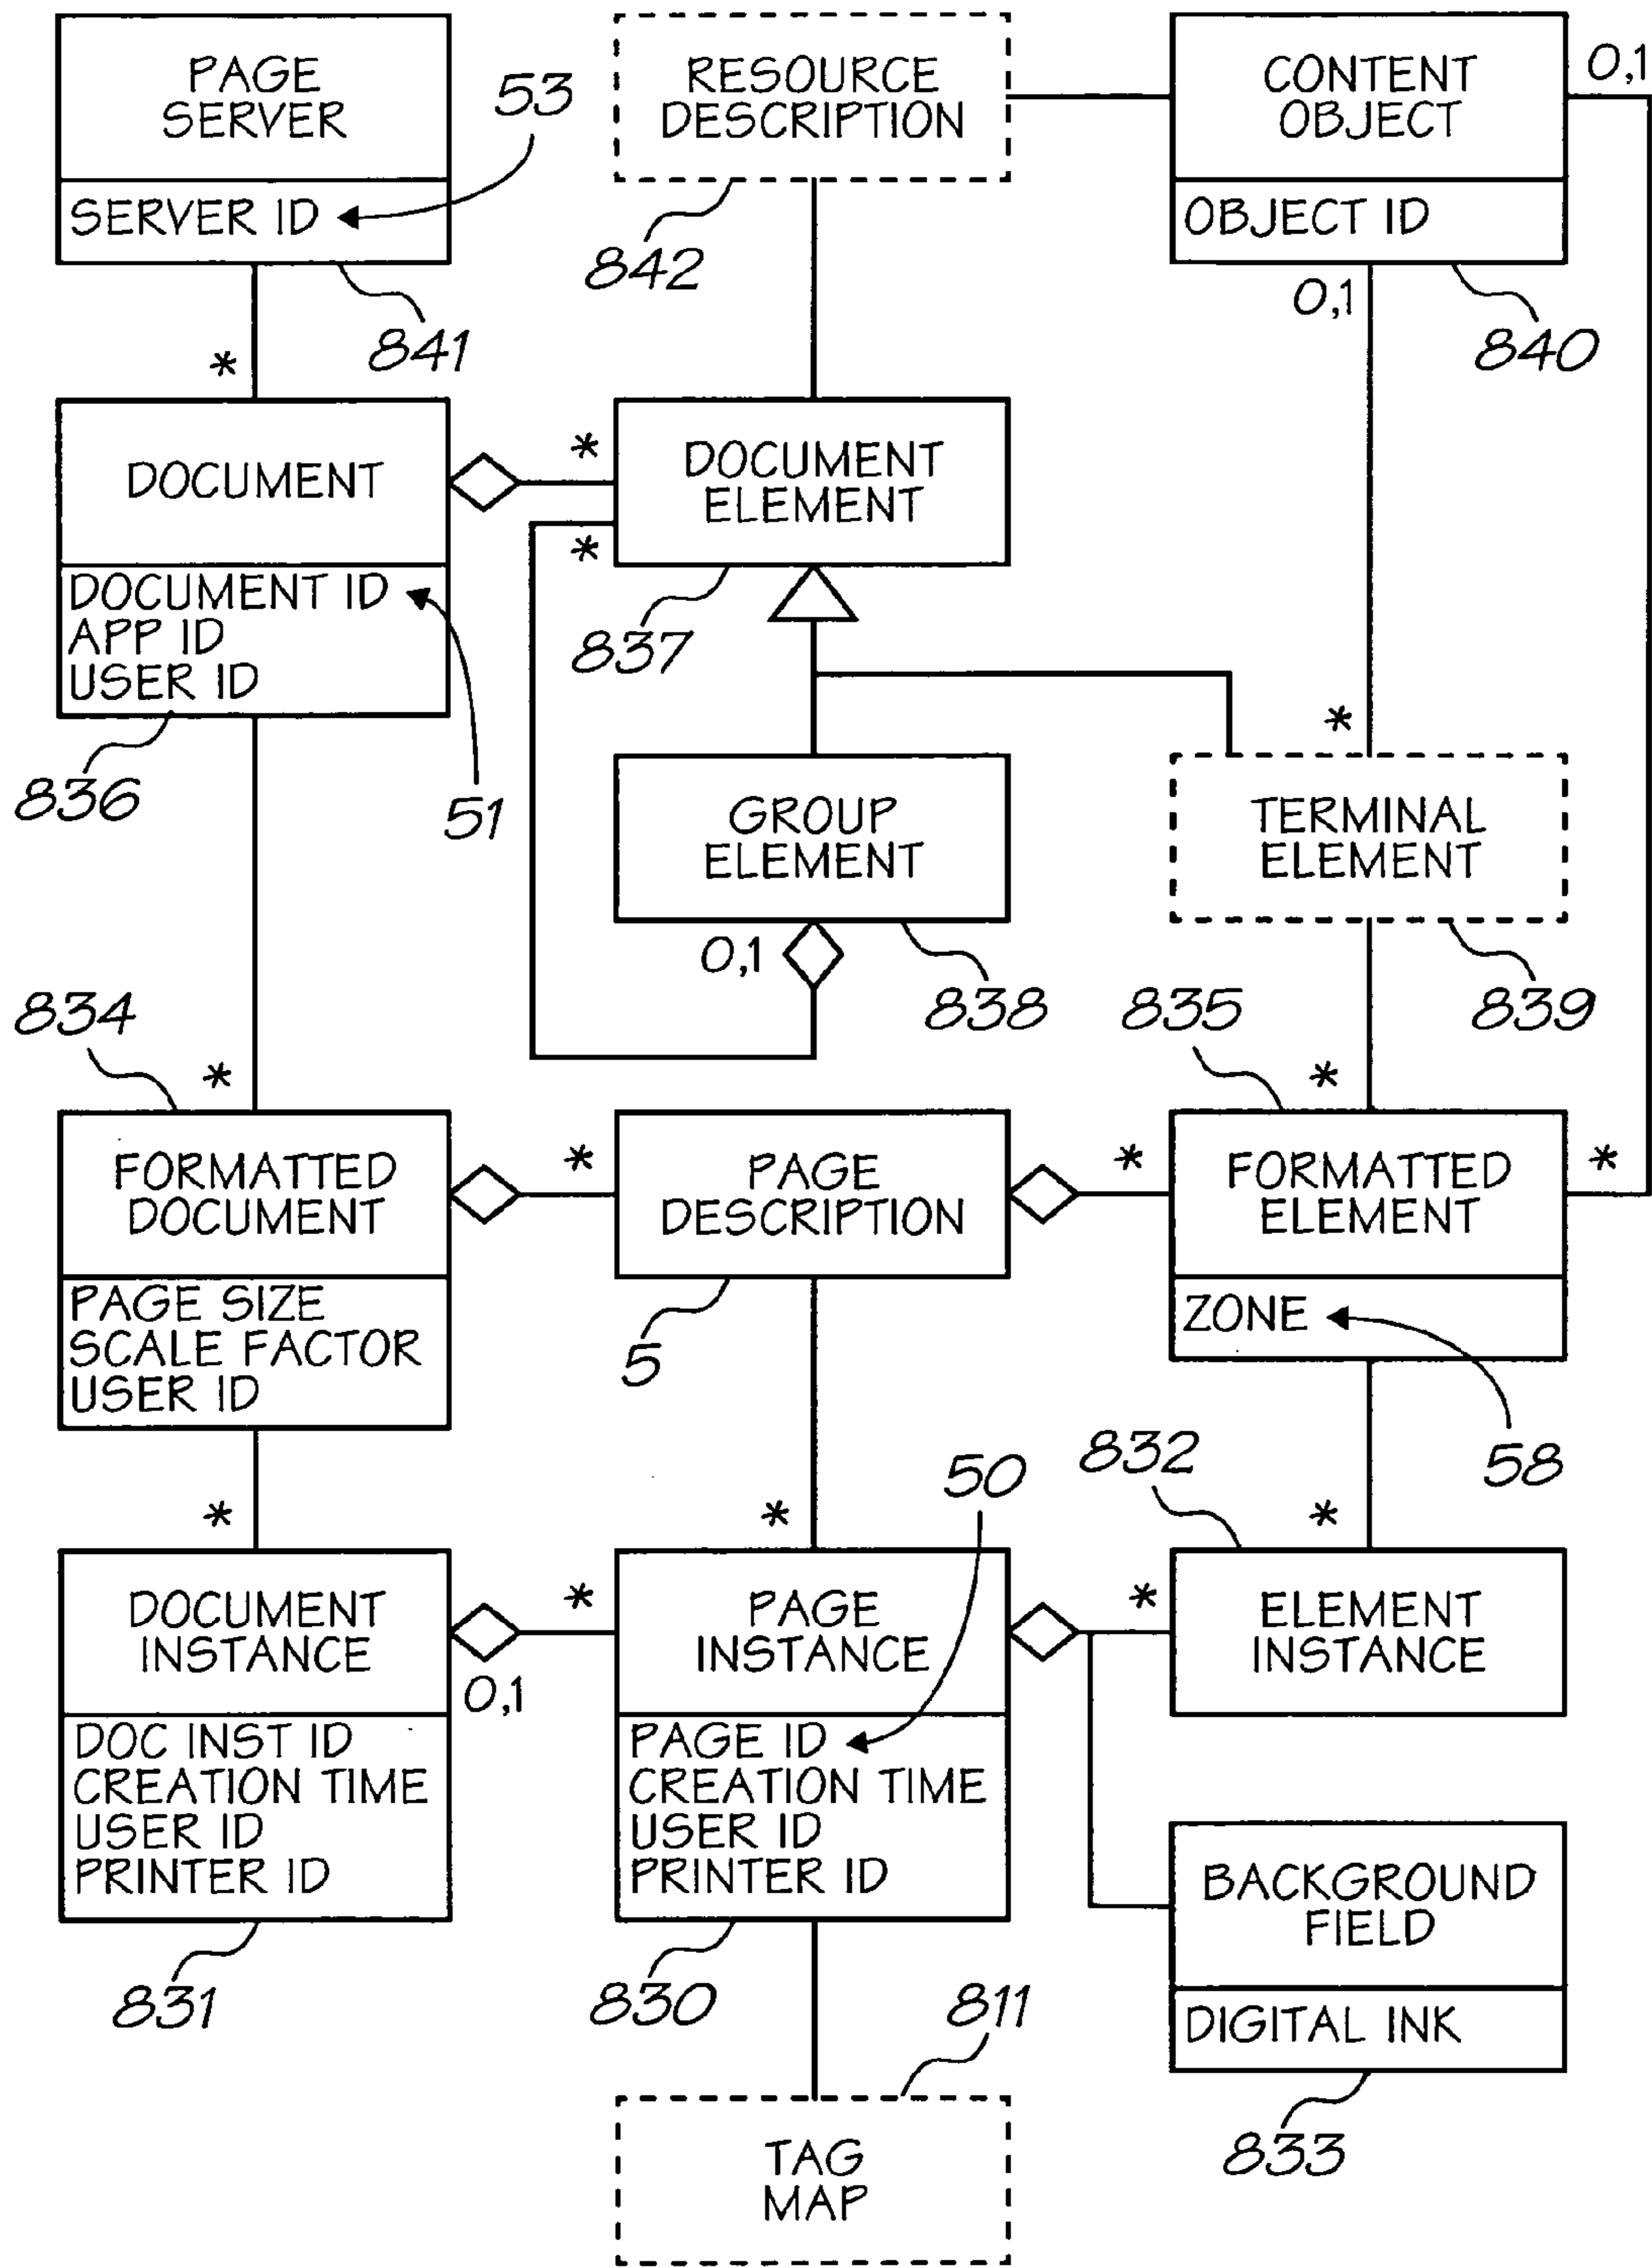 PAGE
SERVER
SERVER ID
53
841
*
RESOURCE
DESCRIPTION
842
CONTENT
OBJECT
OBJECT ID
0,1
0,1
840
DOCUMENT
DOCUMENT ID
APP ID
USER ID
836
51
*
*
DOCUMENT
ELEMENT
837
GROUP
ELEMENT
0,1
838
*
TERMINAL
ELEMENT
839
834
*
FORMATTED
DOCUMENT
PAGE SIZE
SCALE FACTOR
USER ID
*
PAGE
DESCRIPTION
5
*
835
*
FORMATTED
ELEMENT
*
ZONE
58
*
DOCUMENT
INSTANCE
0,1
DOC INST ID
CREATION TIME
USER ID
PRINTER ID
831
*
*
50
PAGE
INSTANCE
PAGE ID
CREATION TIME
USER ID
PRINTER ID
830
832
*
*
ELEMENT
INSTANCE
BACKGROUND
FIELD
DIGITAL INK
833
811
TAG
MAP